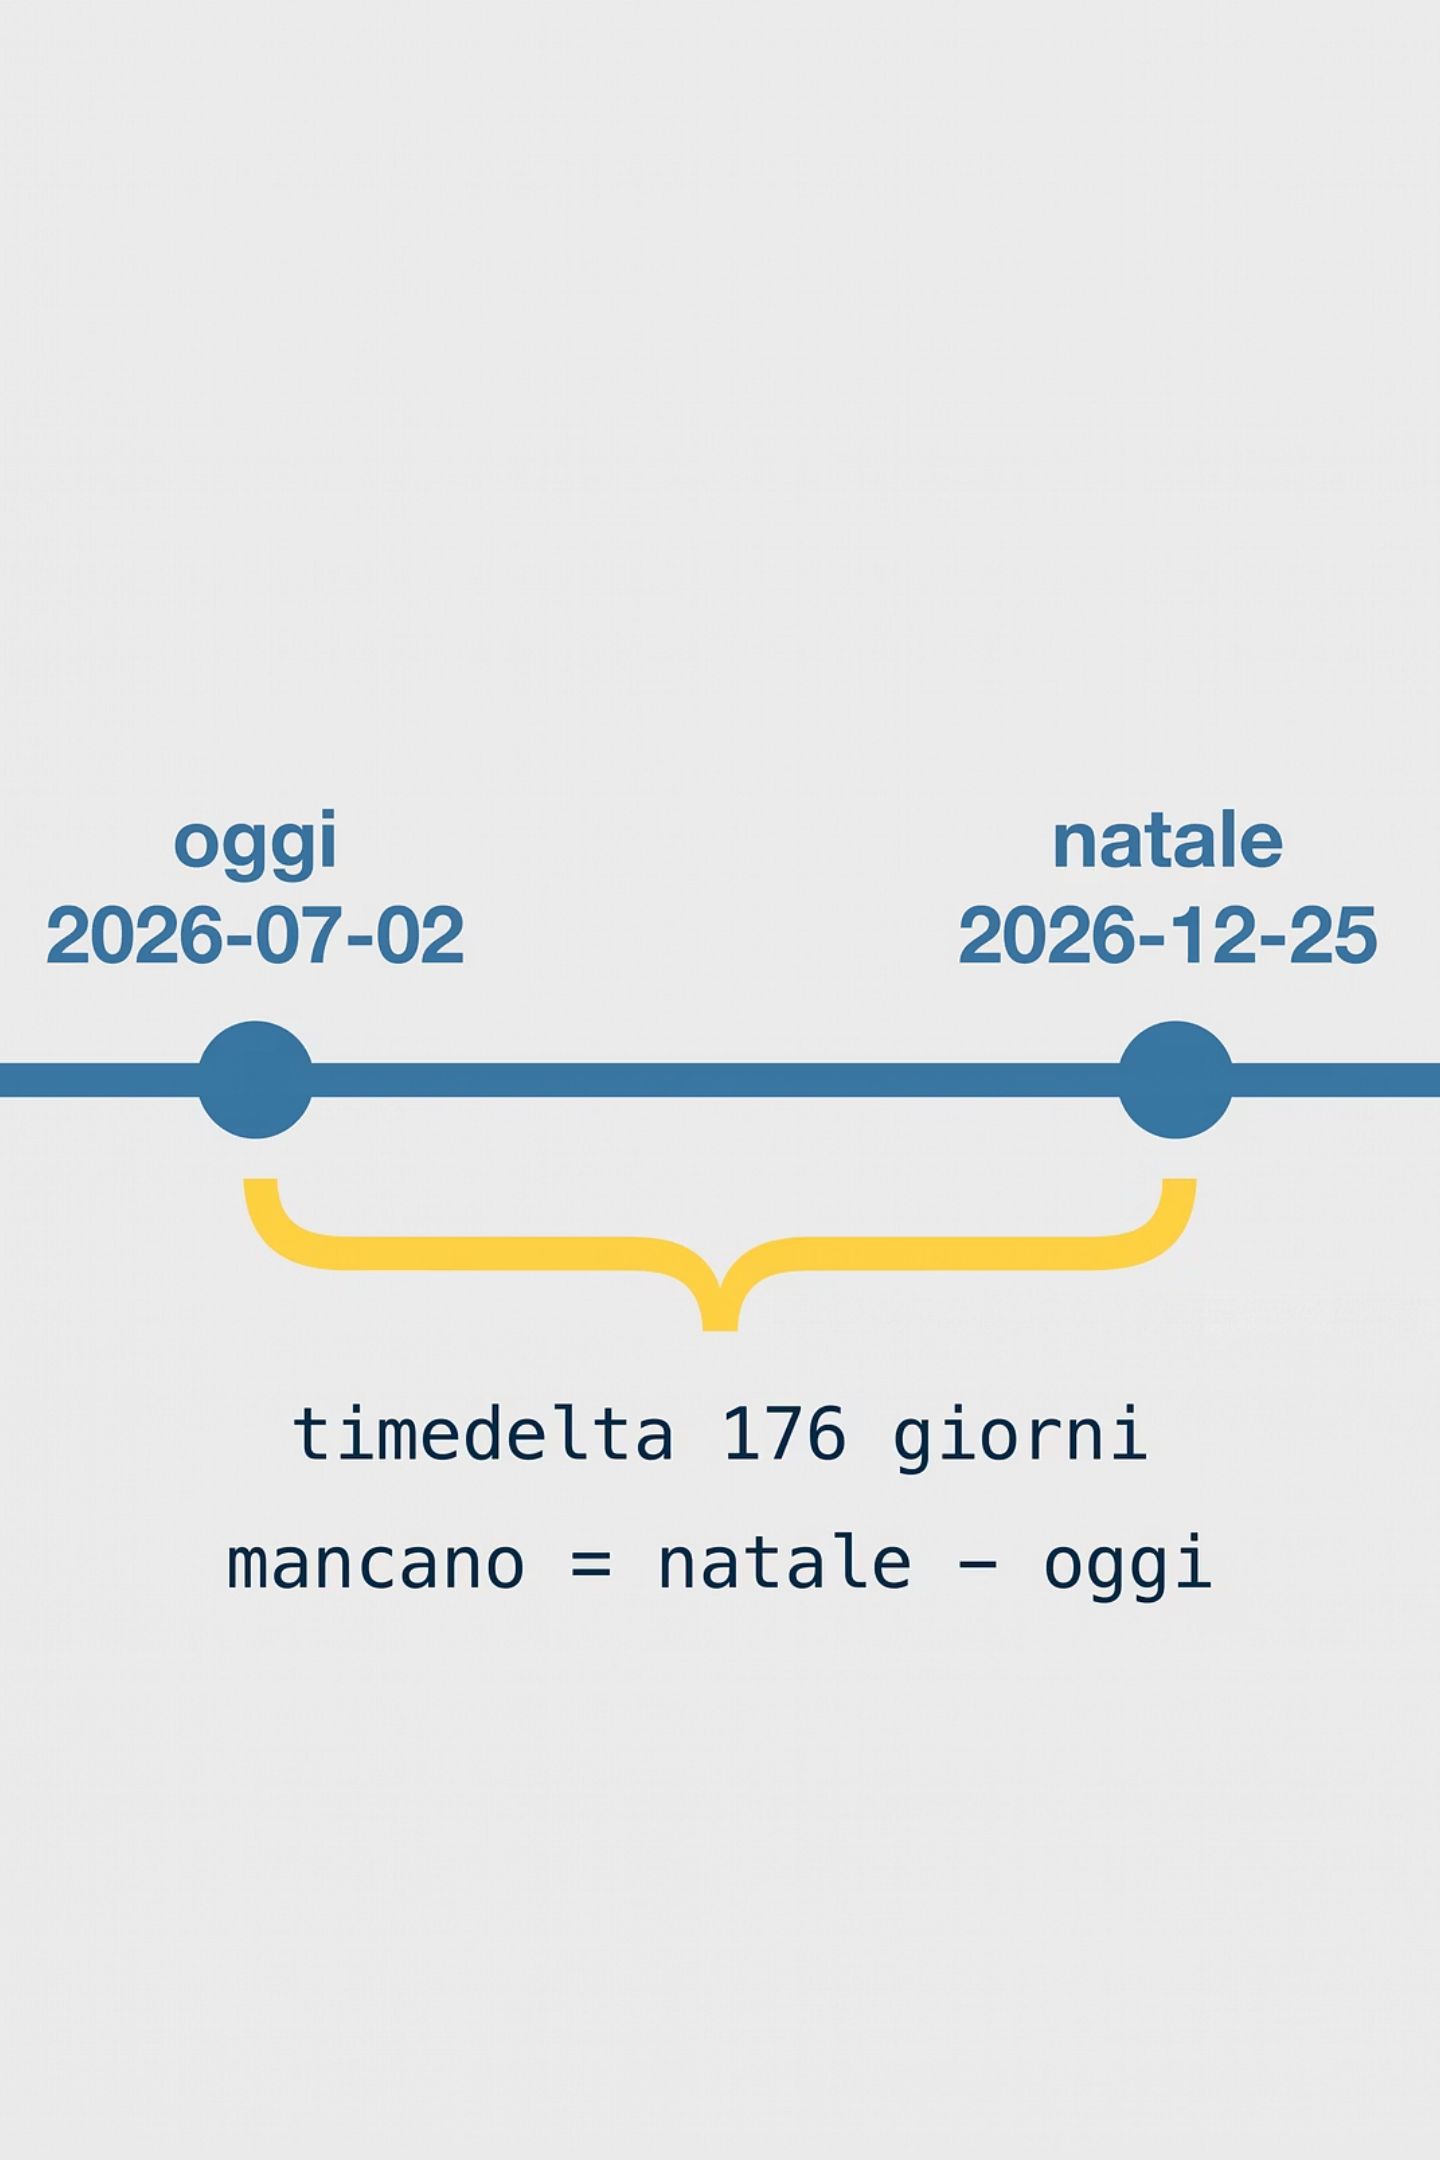 oggi
2026-07-02
natale
2026-12-25
timedelta 176 giorni
mancano = natale − oggi